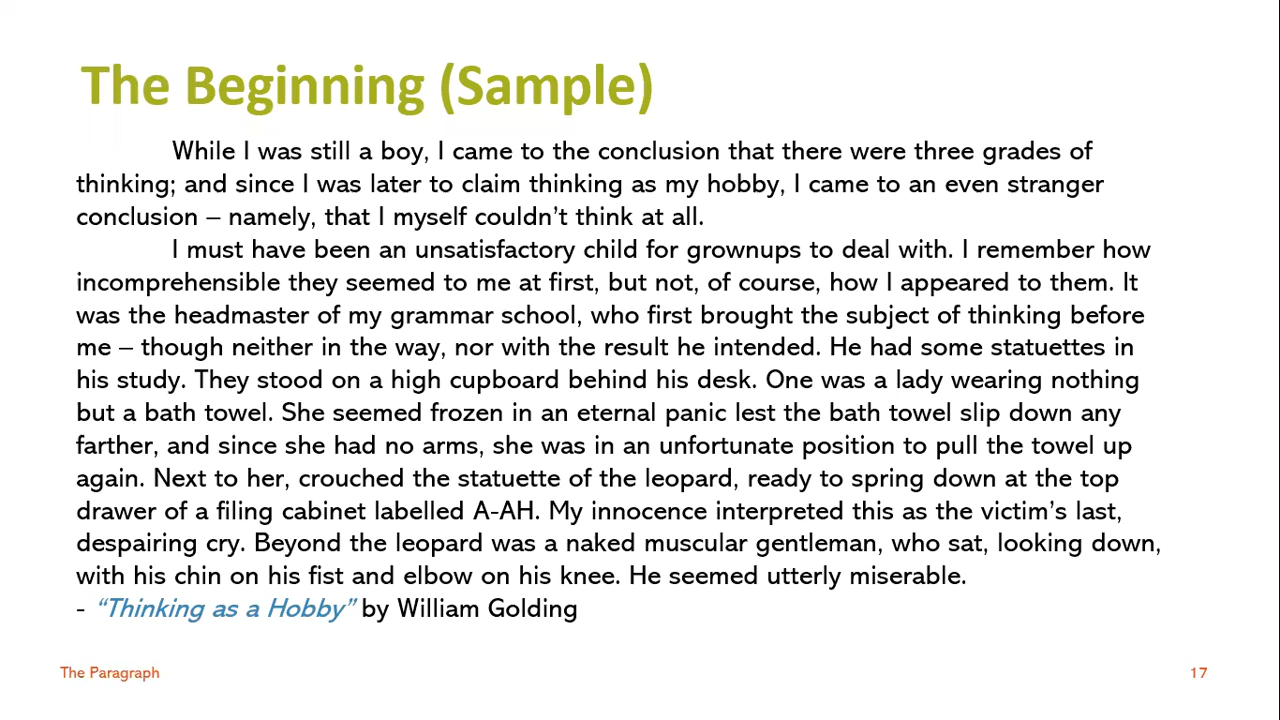 The Beginning (Sample)
While I was still a boy, I came to the conclusion that there were three grades of
thinking; and since I was later to claim thinking as my hobby, I came to an even stranger
conclusion – namely, that I myself couldn’t think at all.
I must have been an unsatisfactory child for grownups to deal with. I remember how
incomprehensible they seemed to me at first, but not, of course, how I appeared to them. It
was the headmaster of my grammar school, who first brought the subject of thinking before
me – though neither in the way, nor with the result he intended. He had some statuettes in
his study. They stood on a high cupboard behind his desk. One was a lady wearing nothing
but a bath towel. She seemed frozen in an eternal panic lest the bath towel slip down any
farther, and since she had no arms, she was in an unfortunate position to pull the towel up
again. Next to her, crouched the statuette of the leopard, ready to spring down at the top
drawer of a filing cabinet labelled A-AH. My innocence interpreted this as the victim’s last,
despairing cry. Beyond the leopard was a naked muscular gentleman, who sat, looking down,
with his chin on his fist and elbow on his knee. He seemed utterly miserable.
- “Thinking as a Hobby” by William Golding
The Paragraph
17